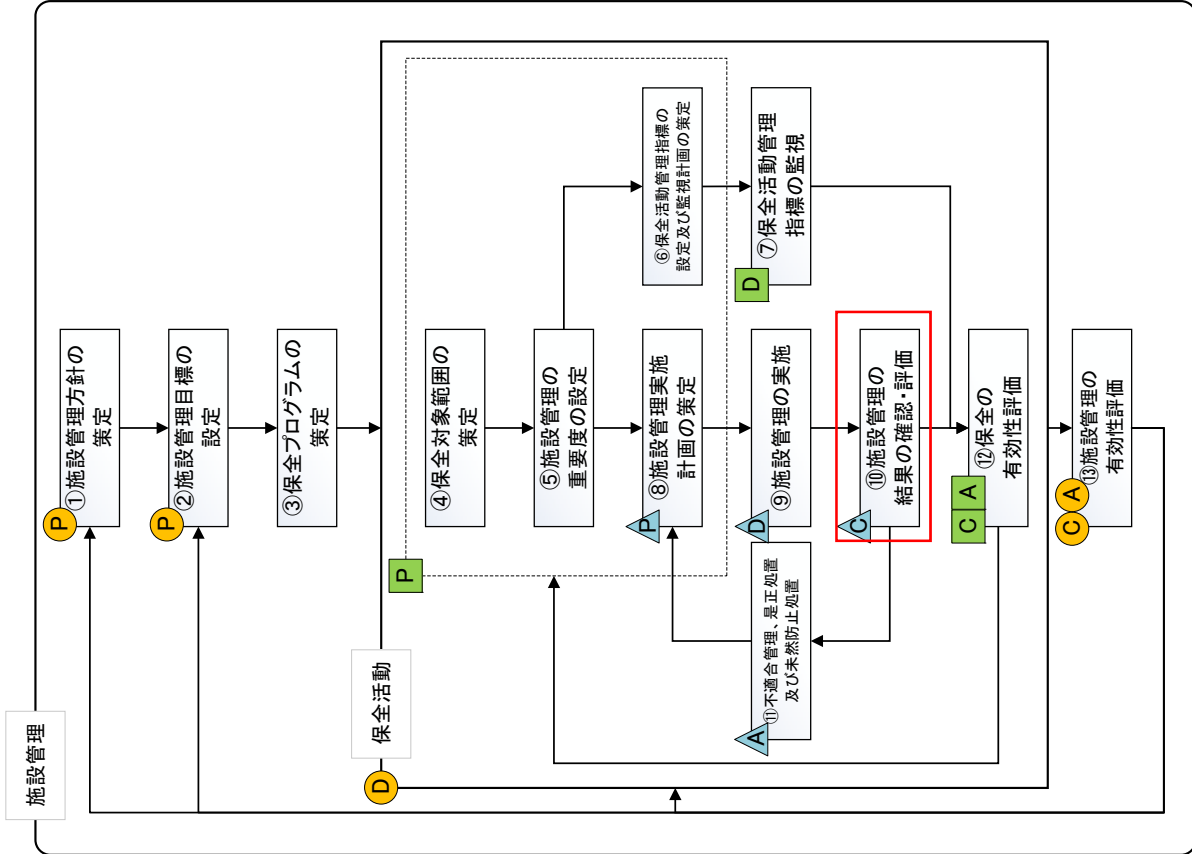 施設管理
P
①施設管理方針の
策定
P
②施設管理目標の
設定
③保全プログラムの
策定
D
保全活動
P
④保全対象範囲の
策定
⑤施設管理の
重要度の設定
⑥保全活動管理指標の
設定及び監視計画の策定
D
⑦保全活動管理
指標の監視
P
⑧施設管理実施
計画の策定
D
⑨施設管理の実施
C
⑩施設管理の
結果の確認・評価
A
⑪不適合管理、是正処置
及び未然防止処置
C
A
⑫保全の
有効性評価
C
A
⑬施設管理の
有効性評価